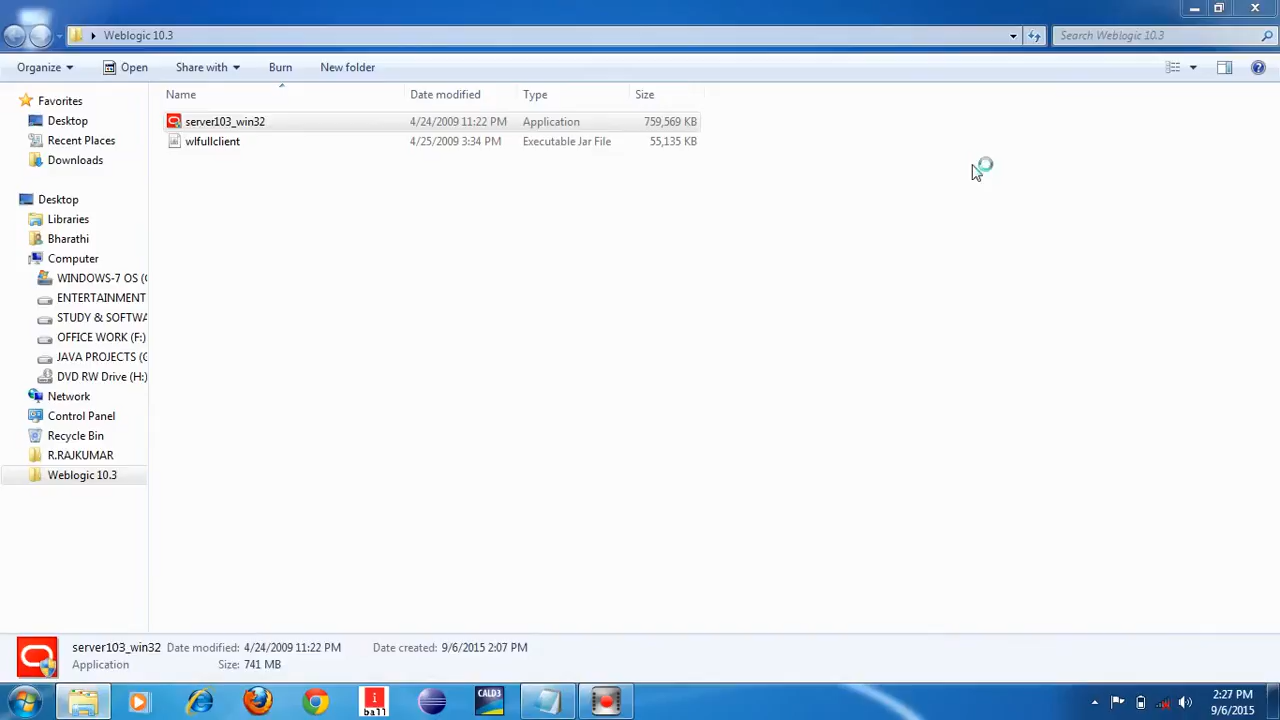 Weblogic 10.3
Search Weblogic 10.3
Organize Open Share with Burn New folder
Name Date modified Type Size
Favorites
Desktop
Recent Places
Downloads
Desktop
Libraries
Bharathi
Computer
WINDOWS-7 OS (
ENTERTAINMENT
STUDY & SOFTWA
OFFICE WORK (F:)
JAVA PROJECTS (
DVD RW Drive (H:)
Network
Control Panel
Recycle Bin
R.RAJKUMAR
Weblogic 10.3
server103_win32 4/24/2009 11:22 PM Application 759,569 KB
wlfullclient 4/25/2009 3:34 PM Executable Jar File 55,135 KB
server103_win32 Date modified: 4/24/2009 11:22 PM Date created: 9/6/2015 2:07 PM
Application Size: 741 MB
i ball
CALD3
2:27 PM
9/6/2015